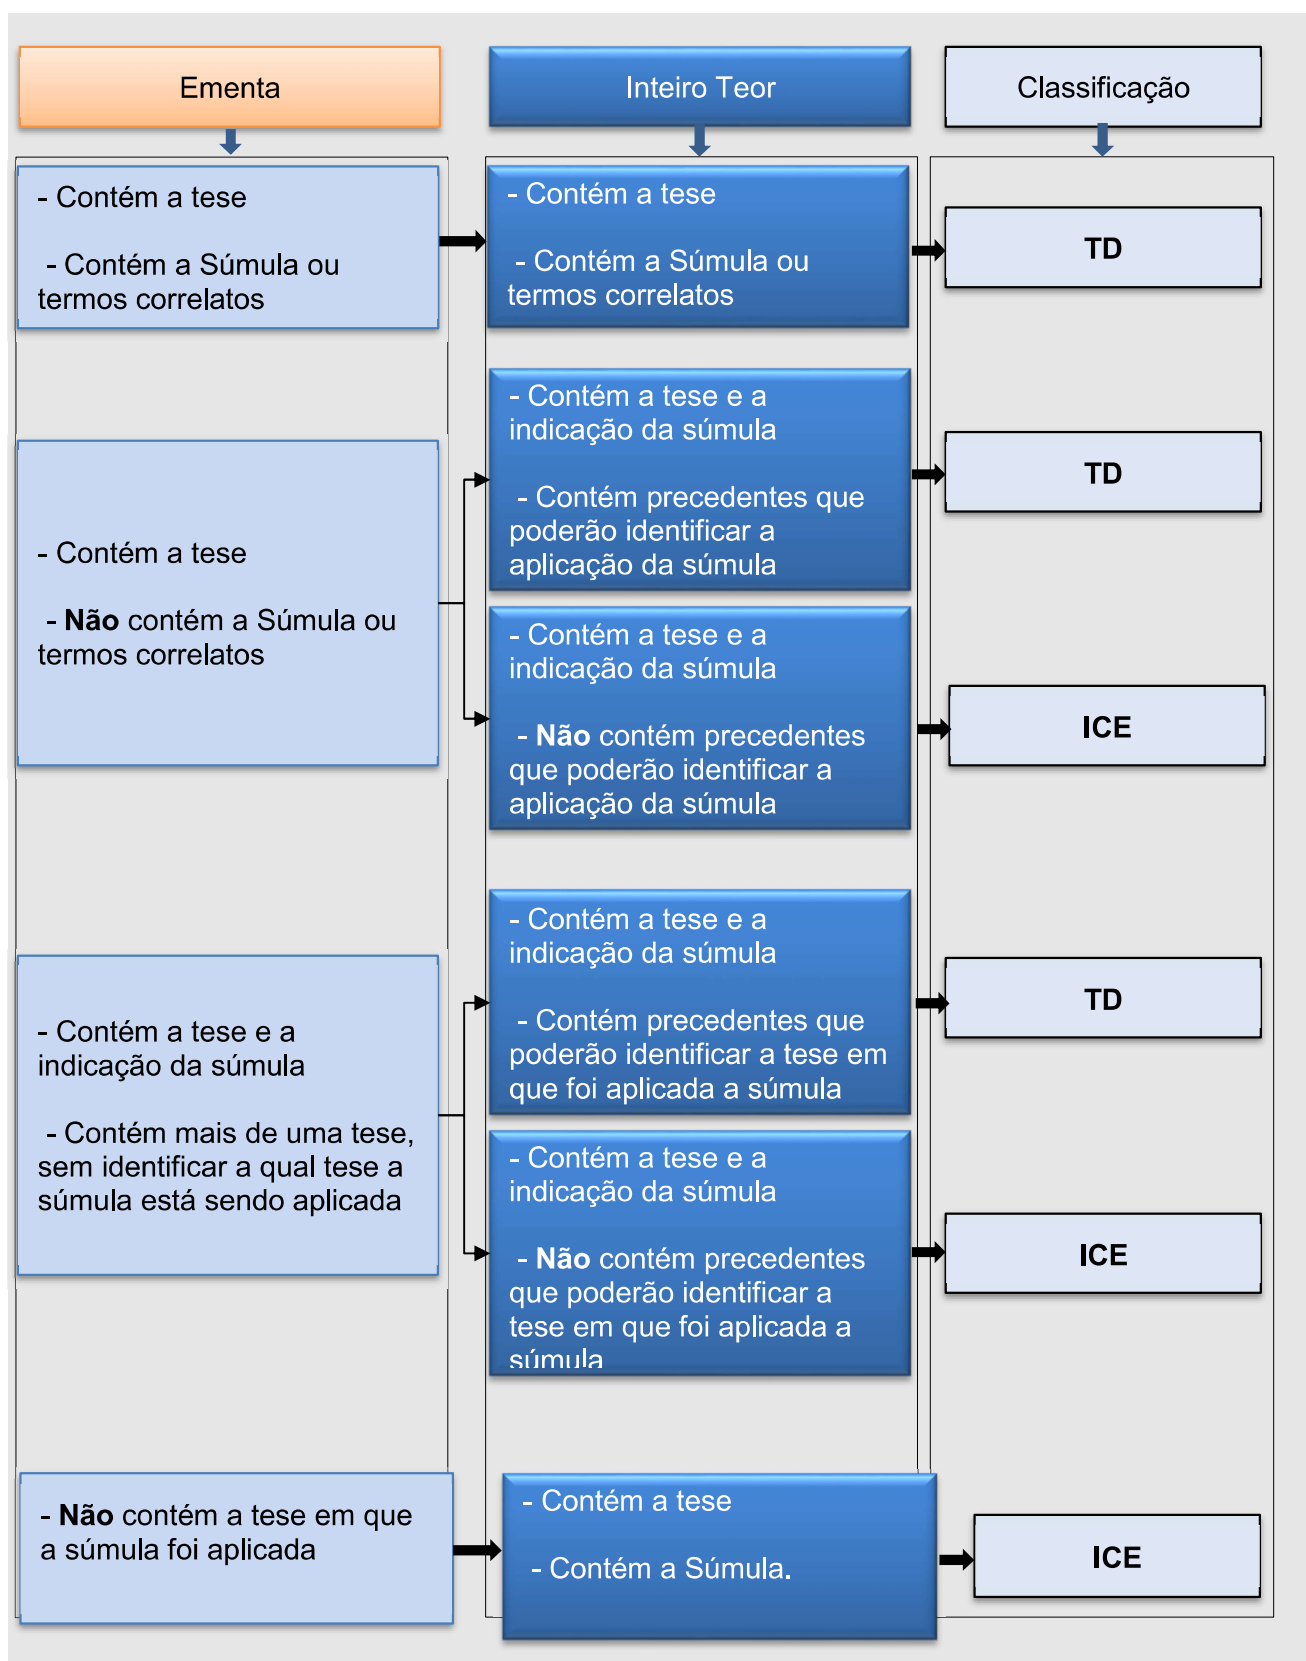 Ementa
Inteiro Teor
Classificação
- Contém a tese
- Contém a Súmula ou
termos correlatos
- Contém a tese
- Contém a Súmula ou
termos correlatos
TD
- Contém a tese
- Não contém a Súmula ou
termos correlatos
- Contém a tese e a
indicação da súmula
- Contém precedentes que
poderão identificar a
aplicação da súmula
TD
- Contém a tese e a
indicação da súmula
- Não contém precedentes
que poderão identificar a
aplicação da súmula
ICE
- Contém a tese e a
indicação da súmula
- Contém mais de uma tese,
sem identificar a qual tese a
súmula está sendo aplicada
- Contém a tese e a
indicação da súmula
- Contém precedentes que
poderão identificar a tese em
que foi aplicada a súmula
TD
- Contém a tese e a
indicação da súmula
- Não contém precedentes
que poderão identificar a
tese em que foi aplicada a
súmula
ICE
- Não contém a tese em que
a súmula foi aplicada
- Contém a tese
- Contém a Súmula.
ICE